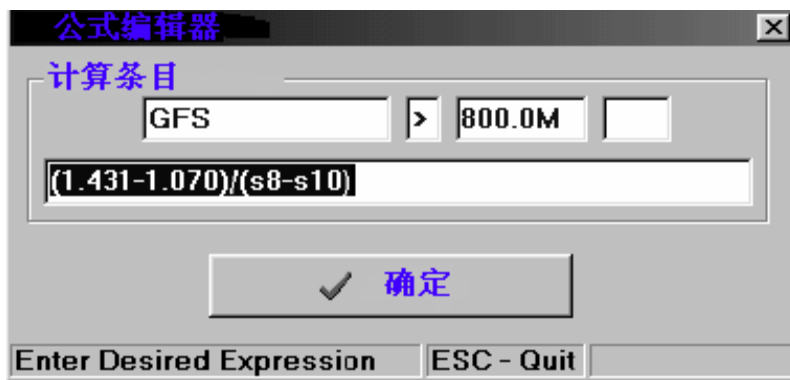 公式编辑器
计算条目
GFS > 800.0M
(1.431-1.070)/(s8-s10)
确定
Enter Desired Expression ESC - Quit